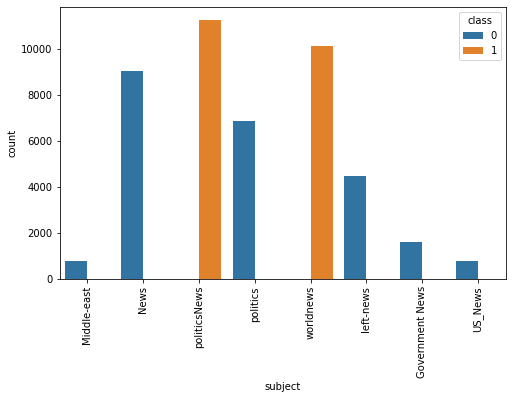 class
0
1
10000
8000
6000
4000
2000
0
count
Middle-east
News
politicsNews
politics
worldnews
left-news
Government News
US_News
subject